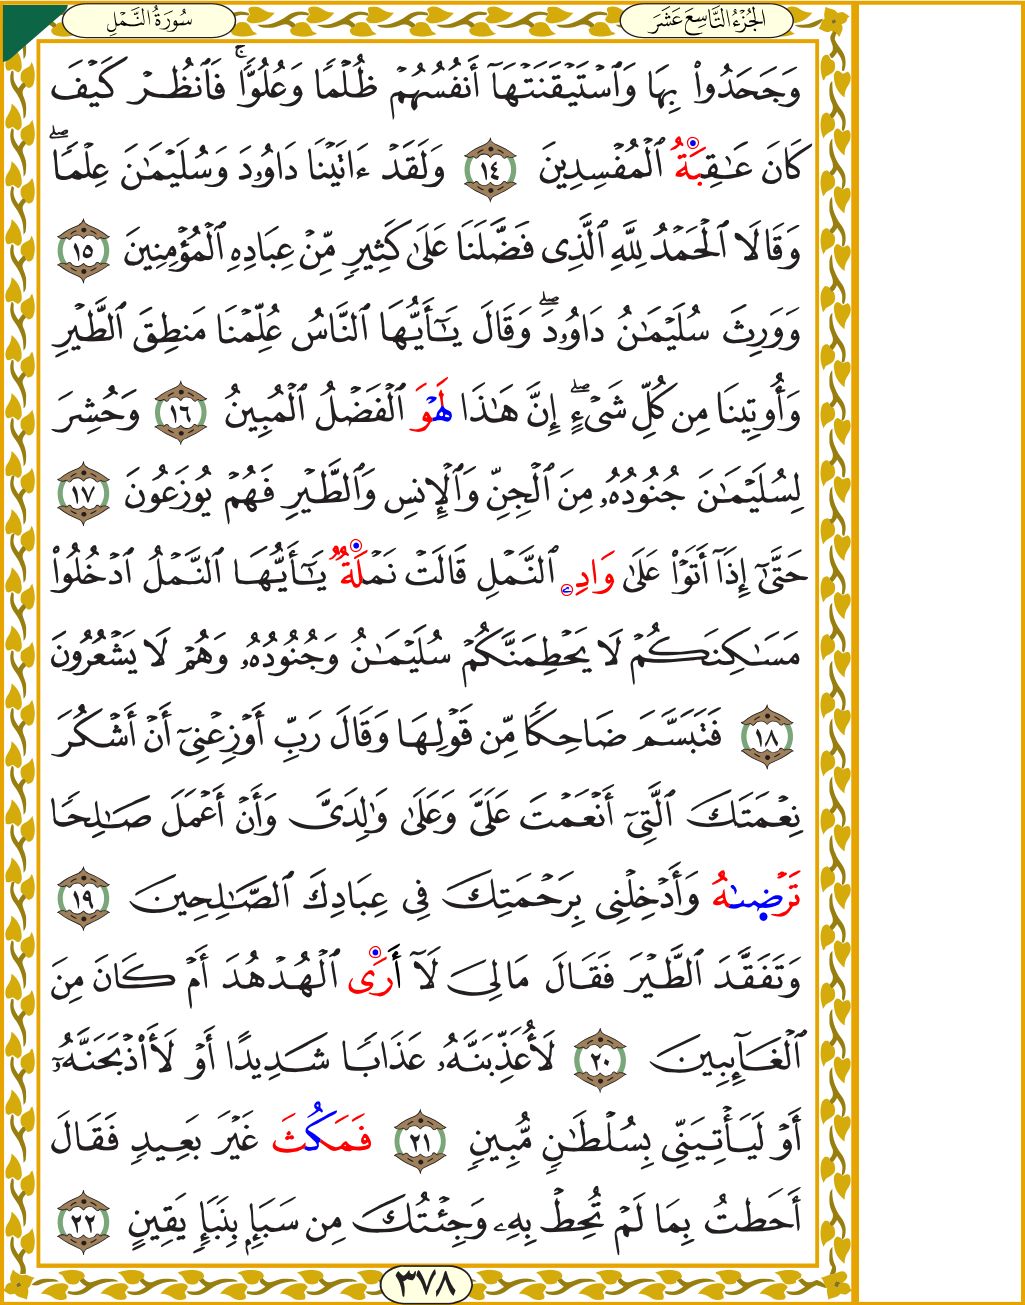 الجُزْءُ التَّاسِعَ عَشَرَ
سُورَةُ النَّمْلِ
وَجَحَدُوا۟ بِهَا وَٱسْتَيْقَنَتْهَآ أَنفُسُهُمْ ظُلْمًا وَعُلُوًّا ۚ فَٱنظُرْ كَيْفَ
كَانَ عَـٰقِبَةُ ٱلْمُفْسِدِينَ ١٤ وَلَقَدْ ءَاتَيْنَا دَاوُۥدَ وَسُلَيْمَـٰنَ عِلْمًا ۖ
وَقَالَا ٱلْحَمْدُ لِلَّهِ ٱلَّذِى فَضَّلَنَا عَلَىٰ كَثِيرٍ مِّنْ عِبَادِهِ ٱلْمُؤْمِنِينَ ١٥
وَوَرِثَ سُلَيْمَـٰنُ دَاوُۥدَ ۖ وَقَالَ يَـٰٓأَيُّهَا ٱلنَّاسُ عُلِّمْنَا مَنطِقَ ٱلطَّيْرِ
وَأُوتِينَا مِن كُلِّ شَىْءٍ ۖ إِنَّ هَـٰذَا لَهْوَ ٱلْفَضْلُ ٱلْمُبِينُ ١٦ وَحُشِرَ
لِسُلَيْمَـٰنَ جُنُودُهُۥ مِنَ ٱلْجِنِّ وَٱلْإِنسِ وَٱلطَّيْرِ فَهُمْ يُوزَعُونَ ١٧
حَتَّىٰٓ إِذَآ أَتَوْا۟ عَلَىٰ وَادِۦ ٱلنَّمْلِ قَالَتْ نَمْلَةٌ يَـٰٓأَيُّهَا ٱلنَّمْلُ ٱدْخُلُوا۟
مَسَـٰكِنَكُمْ لَا يَحْطِمَنَّكُمْ سُلَيْمَـٰنُ وَجُنُودُهُۥ وَهُمْ لَا يَشْعُرُونَ
١٨ فَتَبَسَّمَ ضَاحِكًا مِّن قَوْلِهَا وَقَالَ رَبِّ أَوْزِعْنِىٓ أَنْ أَشْكُرَ
نِعْمَتَكَ ٱلَّتِىٓ أَنْعَمْتَ عَلَىَّ وَعَلَىٰ وَٰلِدَىَّ وَأَنْ أَعْمَلَ صَـٰلِحًا
تَرْضَىٰهُ وَأَدْخِلْنِى بِرَحْمَتِكَ فِى عِبَادِكَ ٱلصَّـٰلِحِينَ ١٩
وَتَفَقَّدَ ٱلطَّيْرَ فَقَالَ مَا لِىَ لَآ أَرَى ٱلْهُدْهُدَ أَمْ كَانَ مِنَ
ٱلْغَآئِبِينَ ٢٠ لَأُعَذِّبَنَّهُۥ عَذَابًا شَدِيدًا أَوْ لَأَا۟ذْبَحَنَّهُۥٓ
أَوْ لَيَأْتِيَنِّى بِسُلْطَـٰنٍ مُّبِينٍ ٢١ فَمَكُثَ غَيْرَ بَعِيدٍ فَقَالَ
أَحَطتُ بِمَا لَمْ تُحِطْ بِهِۦ وَجِئْتُكَ مِن سَبَإٍۭ بِنَبَإٍ يَقِينٍ ٢٢
٣٧٨